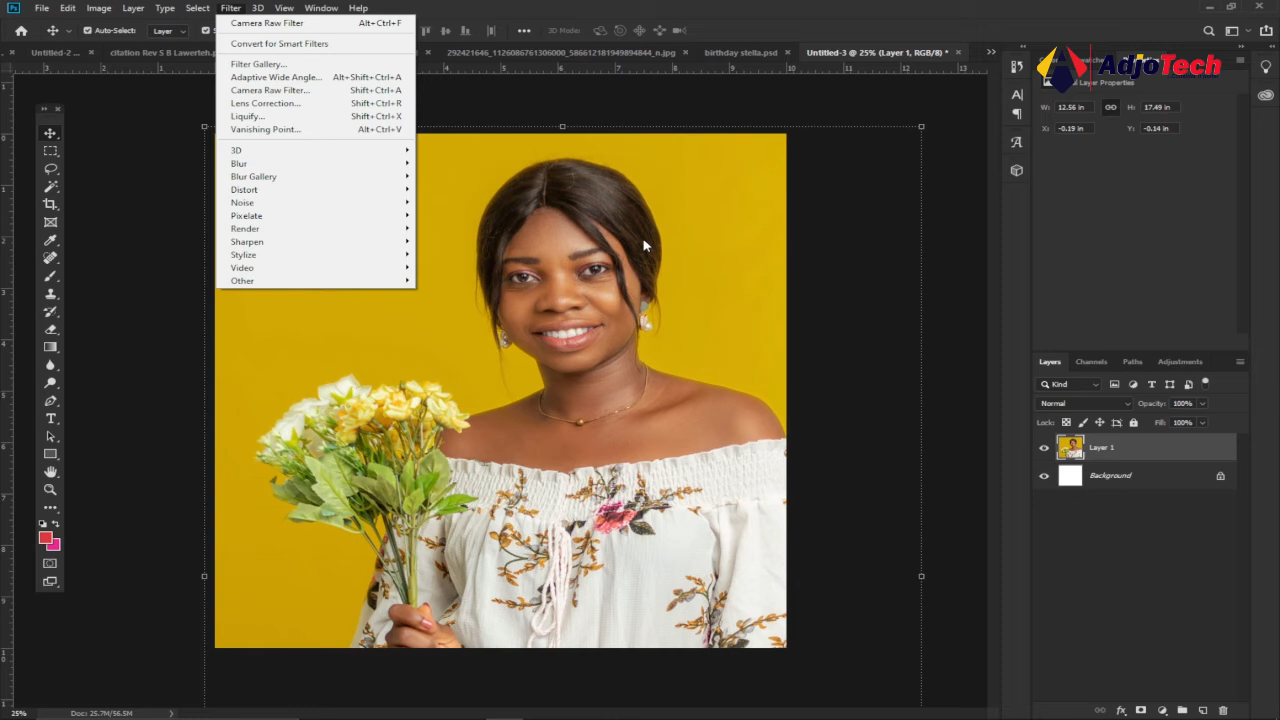 Ps File Edit Image Layer Type Select Filter 3D View Window Help
Auto-Select: Layer
3D Mode:
Untitled-2 ...
citation Rev S B Lawerteh.p
292421646_1126086761306000_586612181949894844_n.jpg
birthday stella.psd
Untitled-3 @ 25% (Layer 1, RGB/8) *
Camera Raw Filter Alt+Ctrl+F
Convert for Smart Filters
Filter Gallery...
Adaptive Wide Angle... Alt+Shift+Ctrl+A
Camera Raw Filter... Shift+Ctrl+A
Lens Correction... Shift+Ctrl+R
Liquify... Shift+Ctrl+X
Vanishing Point... Alt+Ctrl+V
3D
Blur
Blur Gallery
Distort
Noise
Pixelate
Render
Sharpen
Stylize
Video
Other
AdjoTech
Layer Properties
W: 12.56 in H: 17.49 in
X: -0.19 in Y: -0.14 in
Layers Channels Paths Adjustments
Kind
Normal Opacity: 100%
Lock: Fill: 100%
Layer 1
Background
25% Doc: 25.7M/56.5M